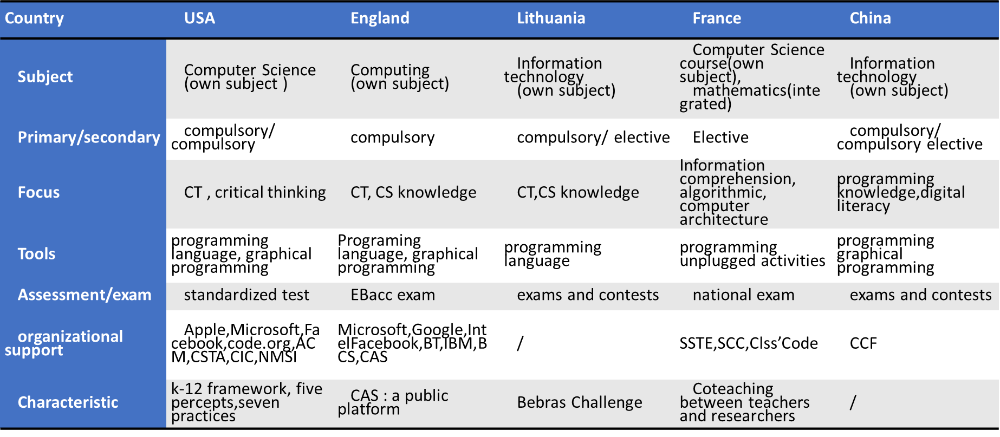 Country USA England Lithuania France China
Subject
Computer Science
(own subject )
Computing
(own subject)
Information
technology
(own subject)
Computer Science
course(own
subject),
mathematics(inte
grated)
Information
technology
(own subject)
Primary/secondary
compulsory/
compulsory
compulsory
compulsory/ elective
Elective
compulsory/
compulsory elective
Focus
CT , critical thinking
CT, CS knowledge
CT,CS knowledge
Information
comprehension,
algorithmic,
computer
architecture
programming
knowledge,digital
literacy
Tools
programming
language, graphical
programming
Programing
language, graphical
programming
programming
language
programming
unplugged activities
programming
graphical
programming
Assessment/exam
standardized test
EBacc exam
exams and contests
national exam
exams and contests
organizational
support
Apple,Microsoft,Fa
cebook,code.org,AC
M,CSTA,CIC,NMSI
Microsoft,Google,Int
elFacebook,BT,IBM,B
CS,CAS
/
SSTE,SCC,Clss’Code
CCF
Characteristic
k-12 framework, five
percepts,seven
practices
CAS : a public
platform
Bebras Challenge
Coteaching
between teachers
and researchers
/